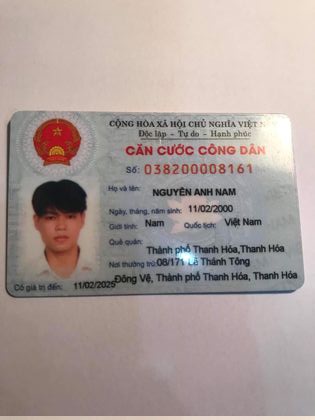 CỘNG HÒA XÃ HỘI CHỦ NGHĨA VIỆT
Độc lập - Tự do - Hạnh phúc
CĂN CƯỚC CÔNG DÂN
Số: 038200008161
Họ và tên: NGUYỄN ANH NAM
Ngày, tháng, năm sinh: 11/02/2000
Giới tính: Nam Quốc tịch: Việt Nam
Quê quán:
Thành phố Thanh Hóa,Thanh Hóa
Nơi thường trú: 08/171 Lê Thánh Tông
Đông Vệ, Thành phố Thanh Hóa, Thanh Hóa
Có giá trị đến: 11/02/2025